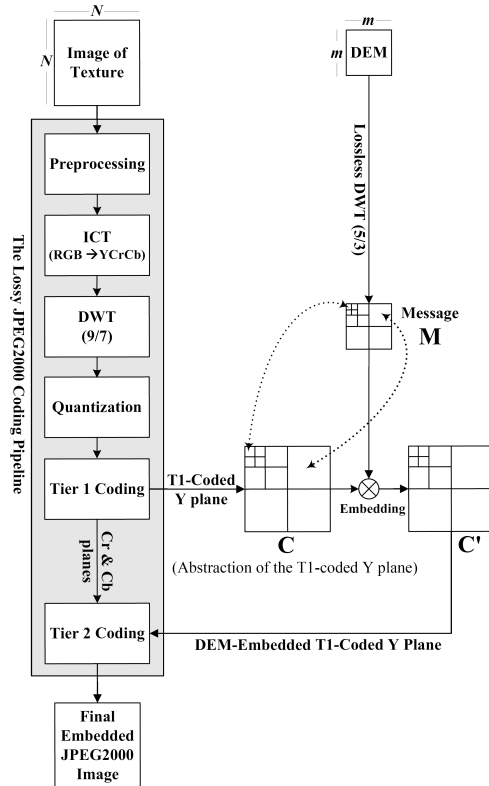 N
N
Image of
Texture
m
m
DEM
The Lossy JPEG2000 Coding Pipeline
Preprocessing
ICT
(RGB →YCrCb)
DWT
(9/7)
Quantization
Tier 1 Coding
Cr & Cb
planes
Tier 2 Coding
Final
Embedded
JPEG2000
Image
Lossless DWT (5/3)
Message
M
T1-Coded
Y plane
C
Embedding
C'
(Abstraction of the T1-coded Y plane)
DEM-Embedded T1-Coded Y Plane